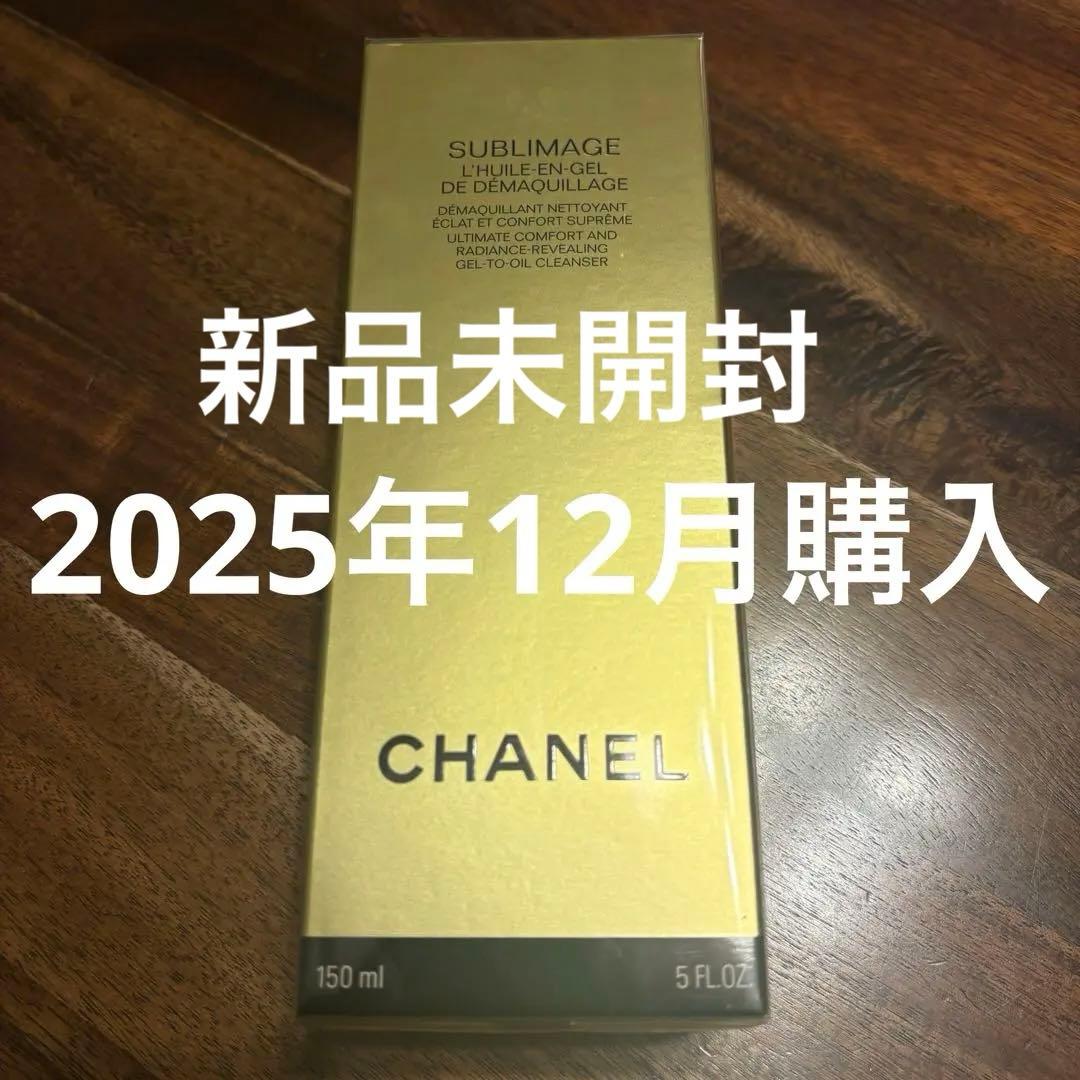 SUBLIMAGE
L'HUILE-EN-GEL
DE DÉMAQUILLAGE
DÉMAQUILLANT NETTOYANT
ÉCLAT ET CONFORT SUPRÊME
ULTIMATE COMFORT AND
RADIANCE-REVEALING
GEL-TO-OIL CLEANSER
新品未開封
2025年12月購入
CHANEL
150 ml
5 FL.OZ.